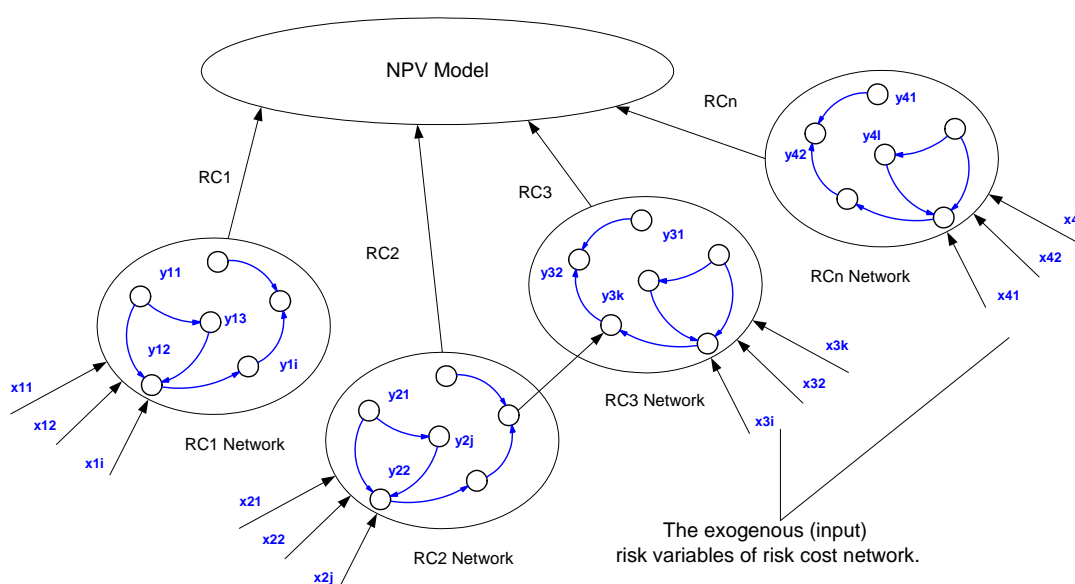 NPV Model
RCn
y41
y4l
y42
RC1
RC3
RC2
x4
x42
RCn Network
x41
y31
y32
y3k
y11
y13
y12
y1i
x11
x12
x1i
RC1 Network
x3k
x32
RC3 Network
x3i
y21
y2j
y22
x21
x22
x2j
RC2 Network
The exogenous (input)
risk variables of risk cost network.